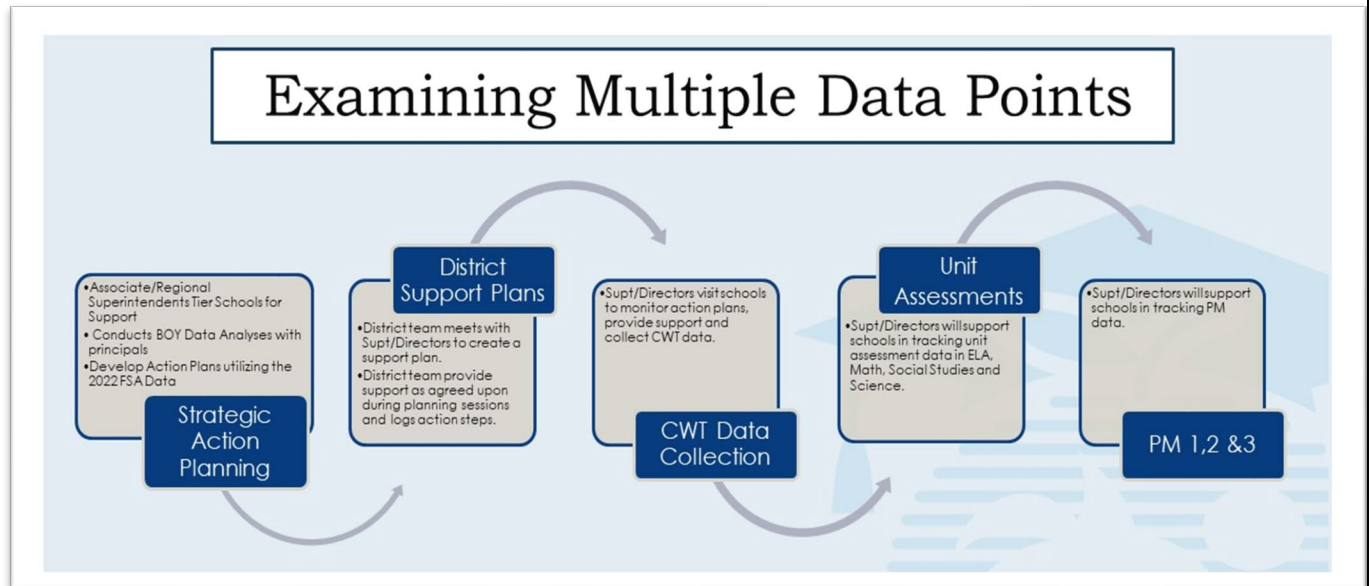 Examining Multiple Data Points
•Associate/Regional
Superintendents Tier Schools for
Support
• Conducts BOY Data Analyses with
principals
•Develop Action Plans utilizing the
2022 FSA Data
Strategic
Action
Planning
District
Support Plans
•District team meets with
Supt/Directors to create a
support plan.
•District team provide
support as agreed upon
during planning sessions
and logs action steps.
•Supt/Directors visit schools
to monitor action plans,
provide support and
collect CWT data.
CWT Data
Collection
Unit
Assessments
•Supt/Directors will support
schools in tracking unit
assessment data in ELA,
Math, Social Studies and
Science.
•Supt/Directors will support
schools in tracking PM
data.
PM 1,2 &3